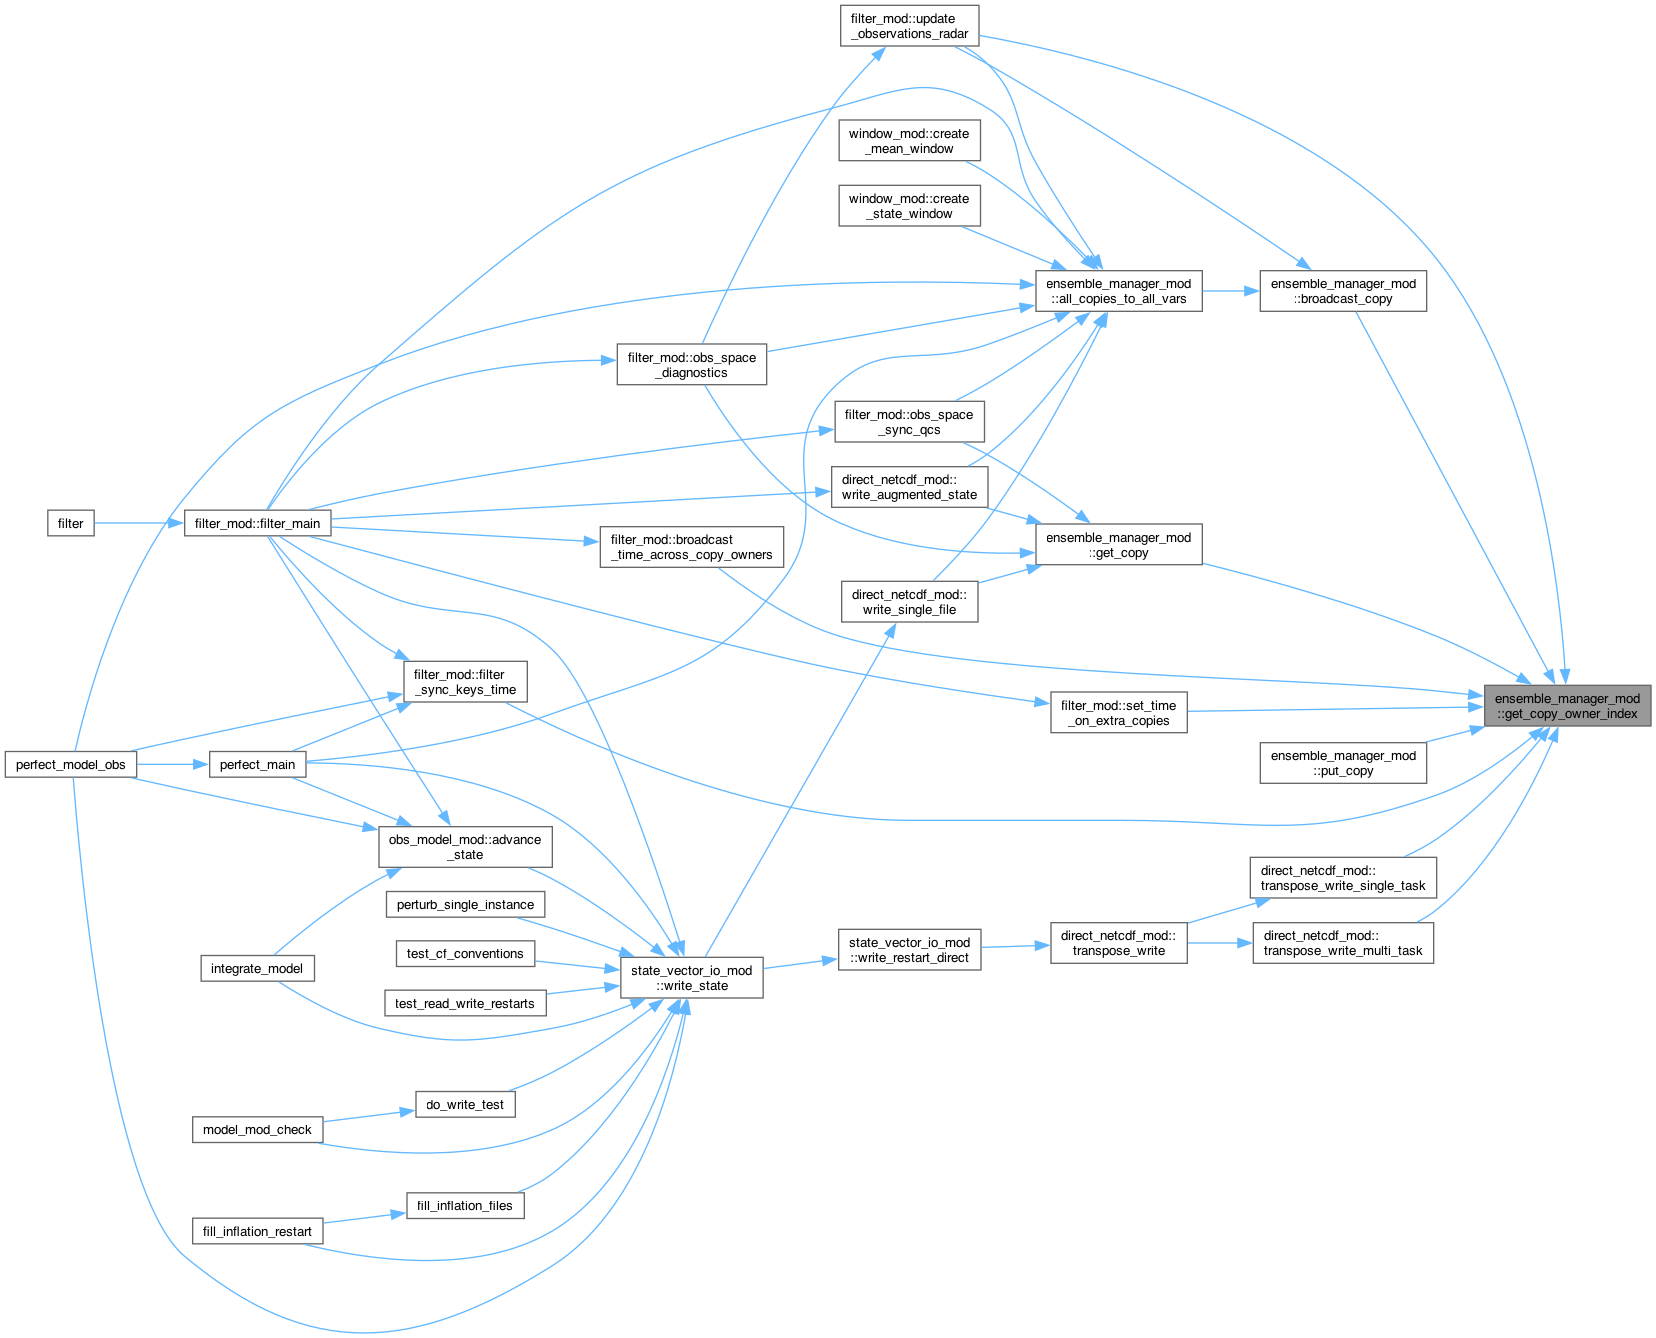 filter_mod::update
_observations_radar
window_mod::create
_mean_window
window_mod::create
_state_window
ensemble_manager_mod
::all_copies_to_all_vars
ensemble_manager_mod
::broadcast_copy
filter_mod::obs_space
_diagnostics
filter_mod::obs_space
_sync_qcs
direct_netcdf_mod::
write_augmented_state
filter
filter_mod::filter_main
filter_mod::broadcast
_time_across_copy_owners
ensemble_manager_mod
::get_copy
direct_netcdf_mod::
write_single_file
filter_mod::filter
_sync_keys_time
filter_mod::set_time
_on_extra_copies
ensemble_manager_mod
::get_copy_owner_index
perfect_model_obs
perfect_main
ensemble_manager_mod
::put_copy
obs_model_mod::advance
_state
direct_netcdf_mod::
transpose_write_single_task
perturb_single_instance
test_cf_conventions
integrate_model
state_vector_io_mod
::write_state
state_vector_io_mod
::write_restart_direct
direct_netcdf_mod::
transpose_write
direct_netcdf_mod::
transpose_write_multi_task
test_read_write_restarts
do_write_test
model_mod_check
fill_inflation_files
fill_inflation_restart